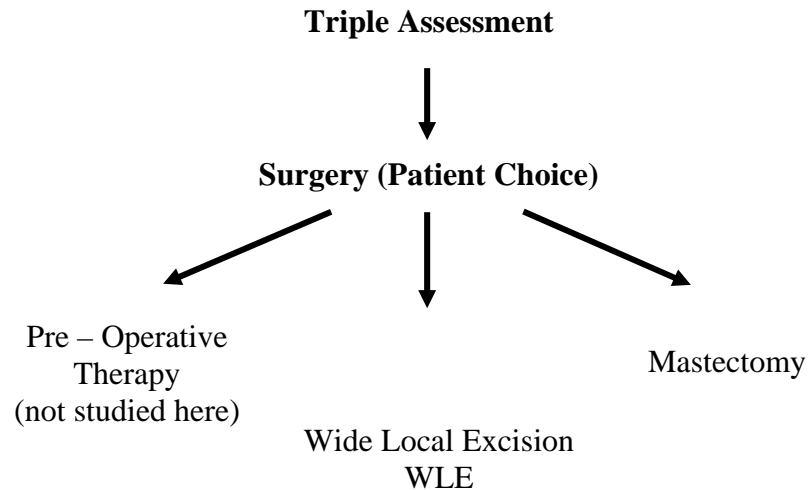 Triple Assessment
Surgery (Patient Choice)
Pre – Operative
Therapy
(not studied here)
Mastectomy
Wide Local Excision
WLE